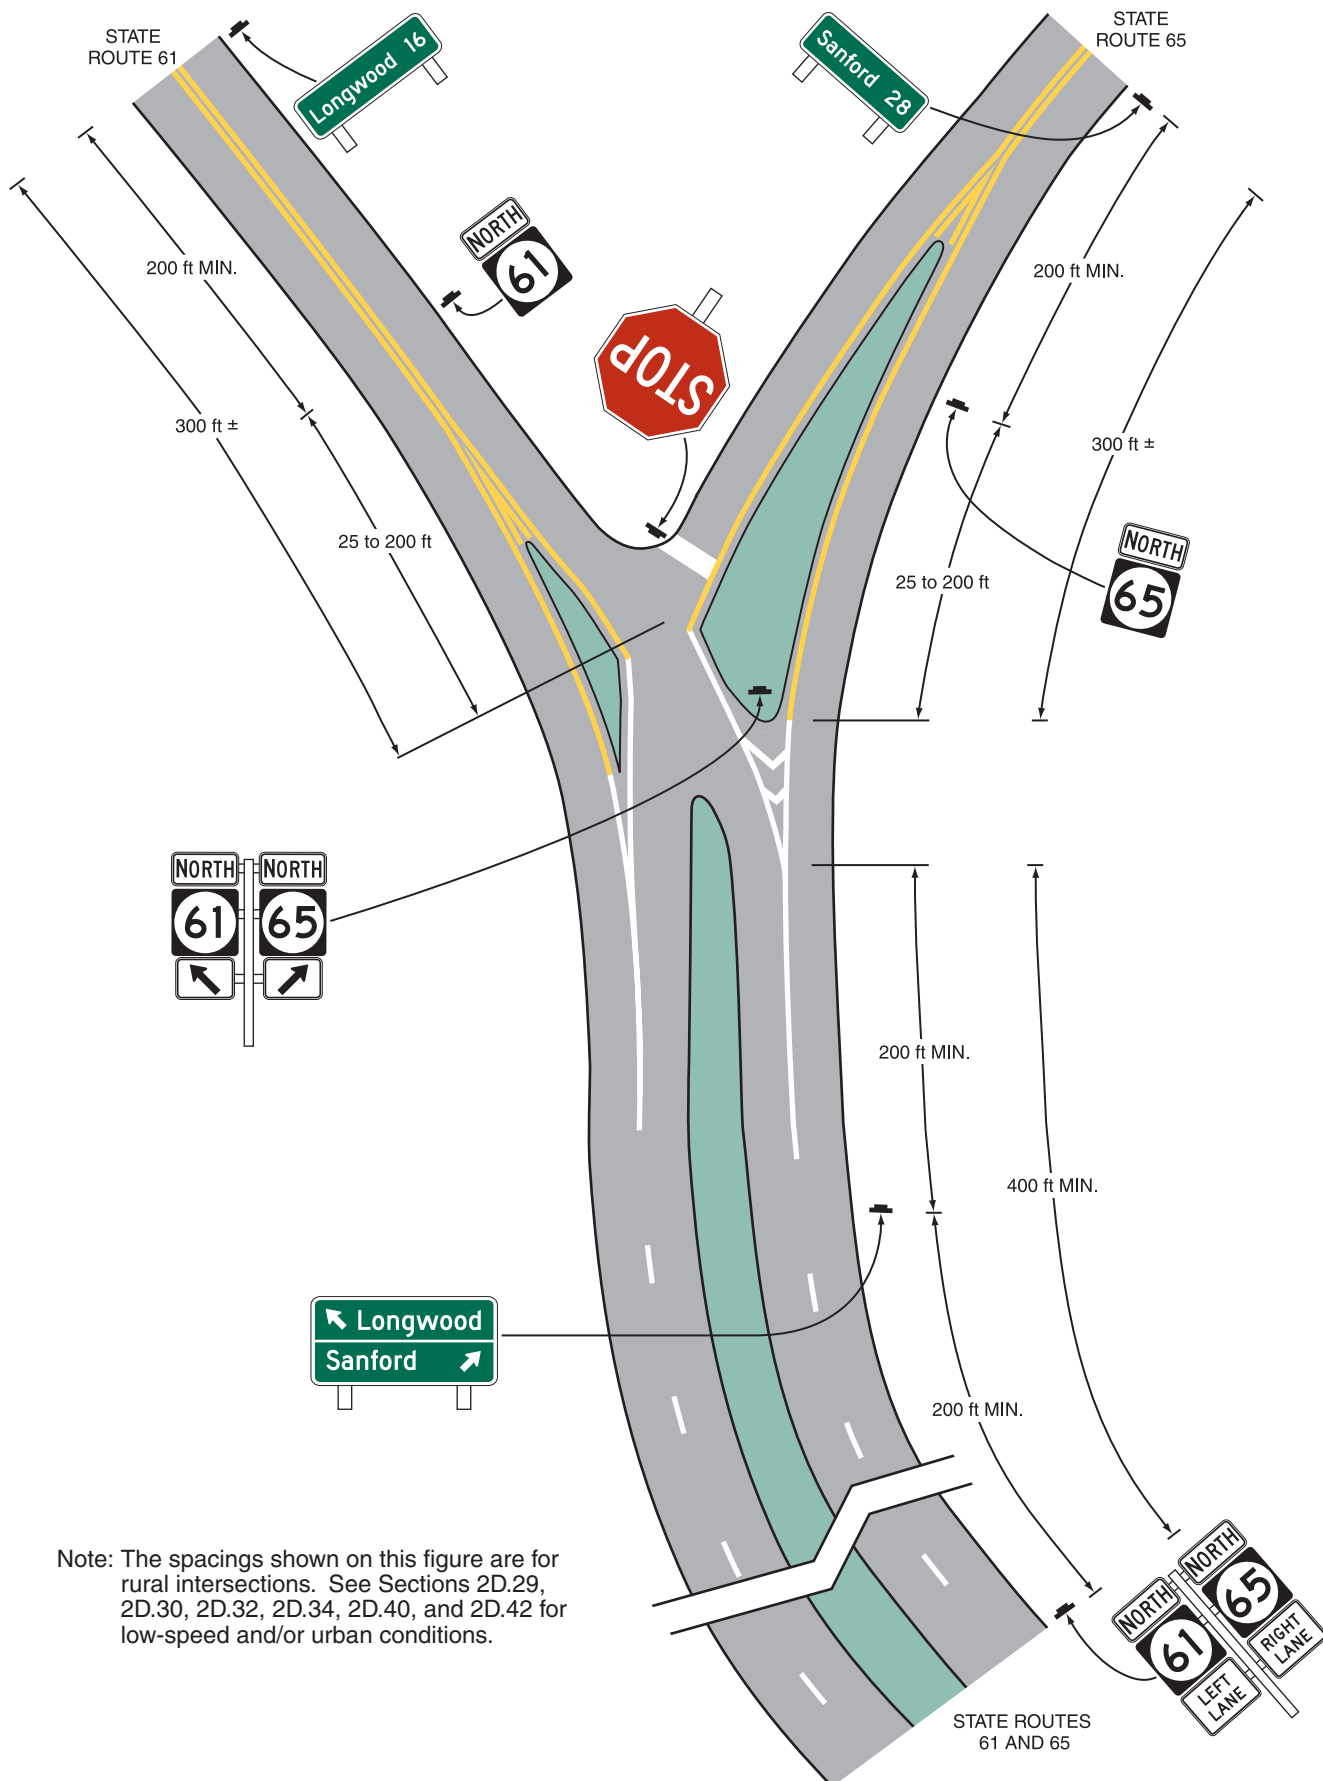 STATE
ROUTE 61
Longwood 16
Sanford 28
STATE
ROUTE 65
NORTH
61
STOP
200 ft MIN.
200 ft MIN.
300 ft ±
300 ft ±
25 to 200 ft
25 to 200 ft
NORTH
65
NORTH NORTH
61 65
200 ft MIN.
400 ft MIN.
Longwood
Sanford
200 ft MIN.
NORTH
65
RIGHT
LANE
NORTH
61
LEFT
LANE
Note: The spacings shown on this figure are for
rural intersections. See Sections 2D.29,
2D.30, 2D.32, 2D.34, 2D.40, and 2D.42 for
low-speed and/or urban conditions.
STATE ROUTES
61 AND 65